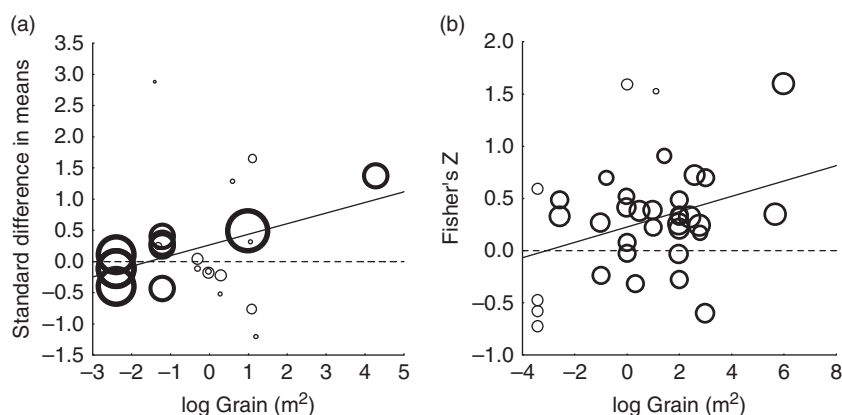 (a)
3.5
3.0
2.5
2.0
1.5
1.0
0.5
0.0
–0.5
–1.0
–1.5
Standard difference in means
–3 –2 –1 0 1 2 3 4 5
log Grain (m²)
(b)
2.0
1.5
1.0
0.5
0.0
–0.5
–1.0
Fisher's Z
–4 –2 0 2 4 6 8
log Grain (m²)